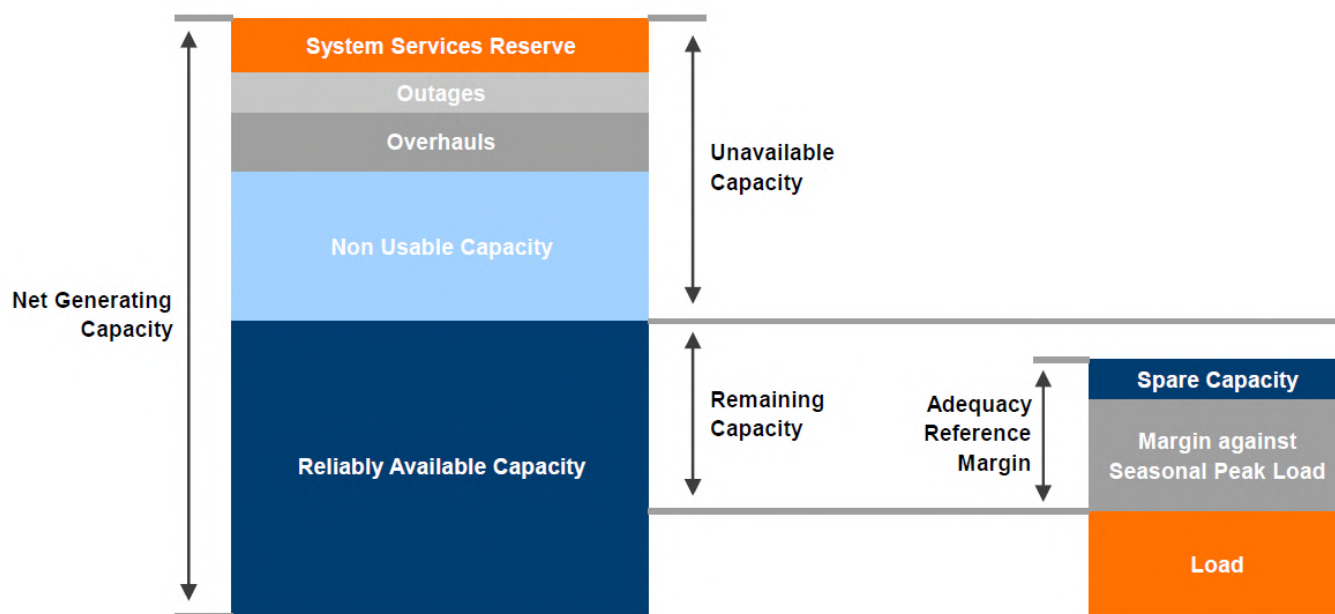 System Services Reserve
Outages
Overhauls
Non Usable Capacity
Reliably Available Capacity
Net Generating
Capacity
Unavailable
Capacity
Remaining
Capacity
Adequacy
Reference
Margin
Spare Capacity
Margin against
Seasonal Peak Load
Load